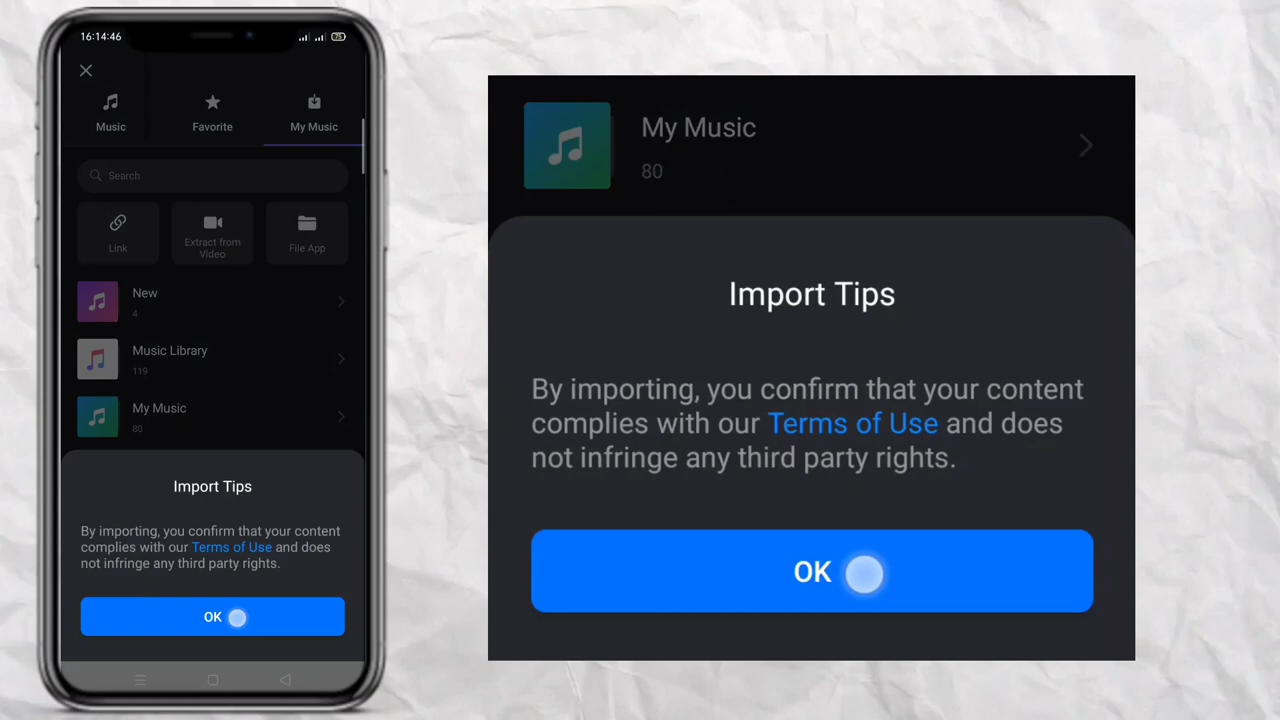 16:14:46
75
Music
Favorite
My Music
Search
Link
Extract from
Video
File App
New
4
Music Library
119
My Music
80
Import Tips
By importing, you confirm that your content
complies with our Terms of Use and does
not infringe any third party rights.
OK
My Music
80
Import Tips
By importing, you confirm that your content
complies with our Terms of Use and does
not infringe any third party rights.
OK